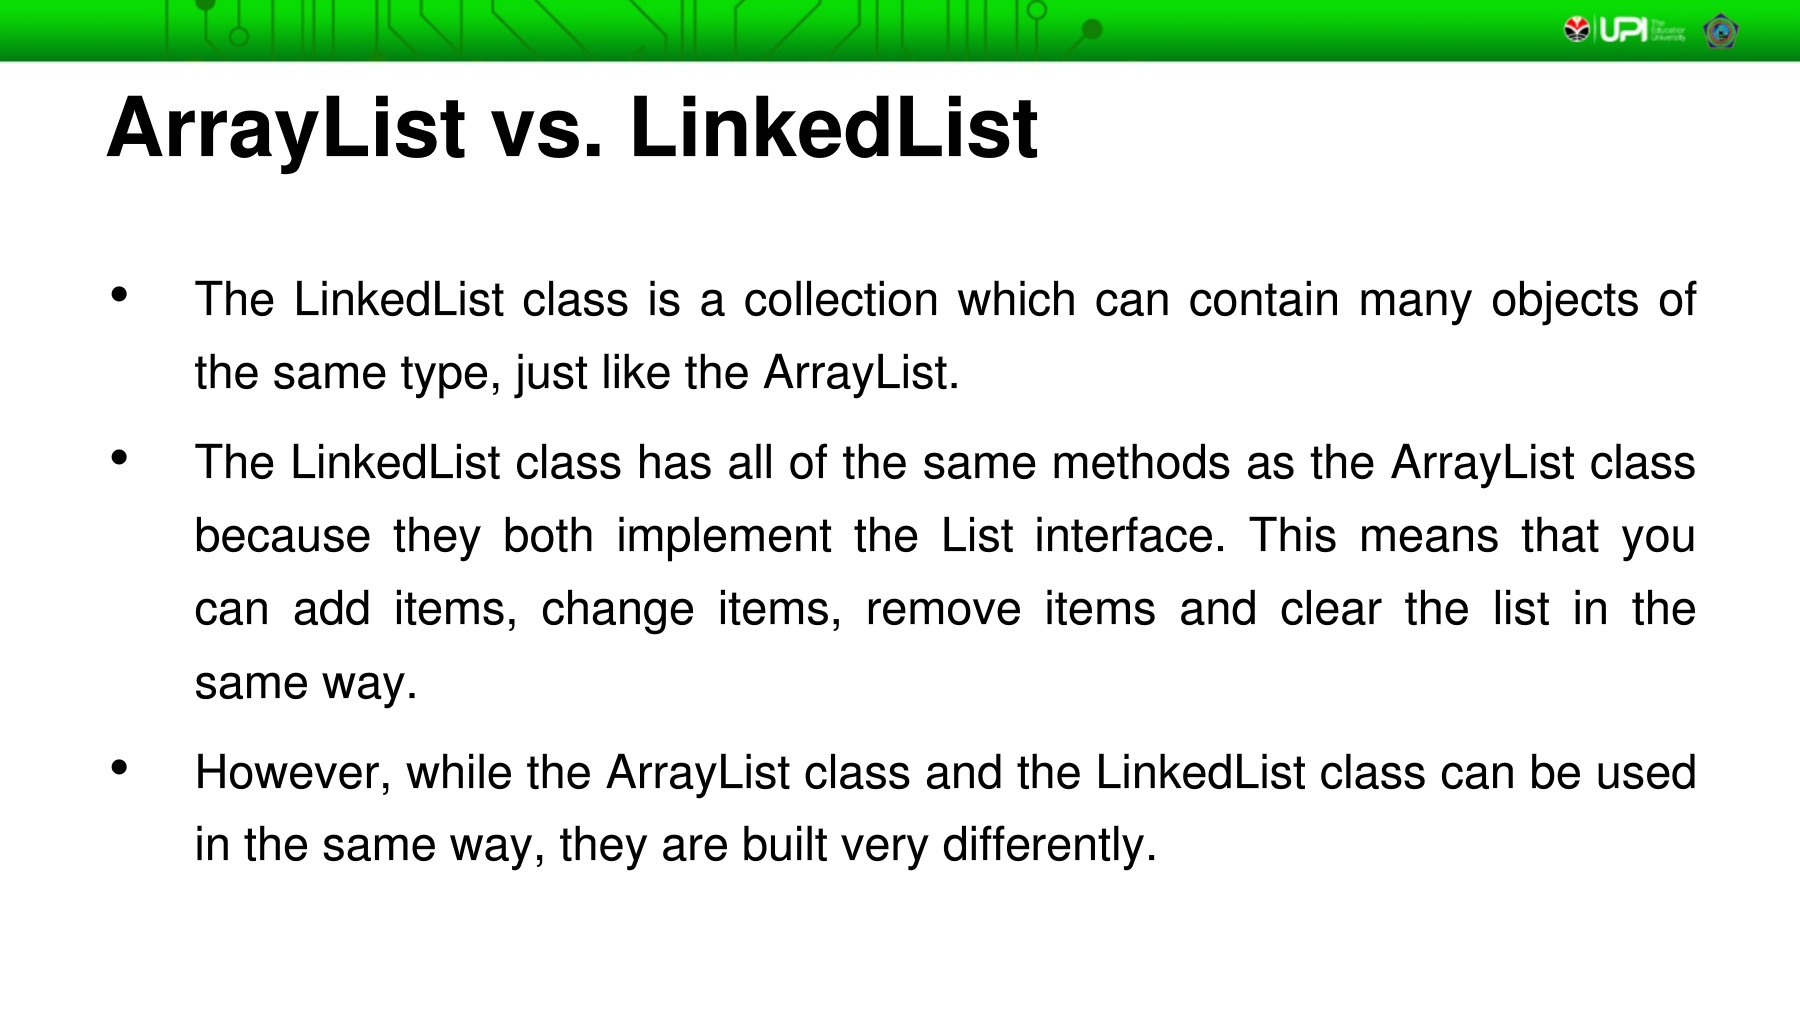 UPI
ArrayList vs. LinkedList
• The LinkedList class is a collection which can contain many objects of
the same type, just like the ArrayList.
• The LinkedList class has all of the same methods as the ArrayList class
because they both implement the List interface. This means that you
can add items, change items, remove items and clear the list in the
same way.
• However, while the ArrayList class and the LinkedList class can be used
in the same way, they are built very differently.